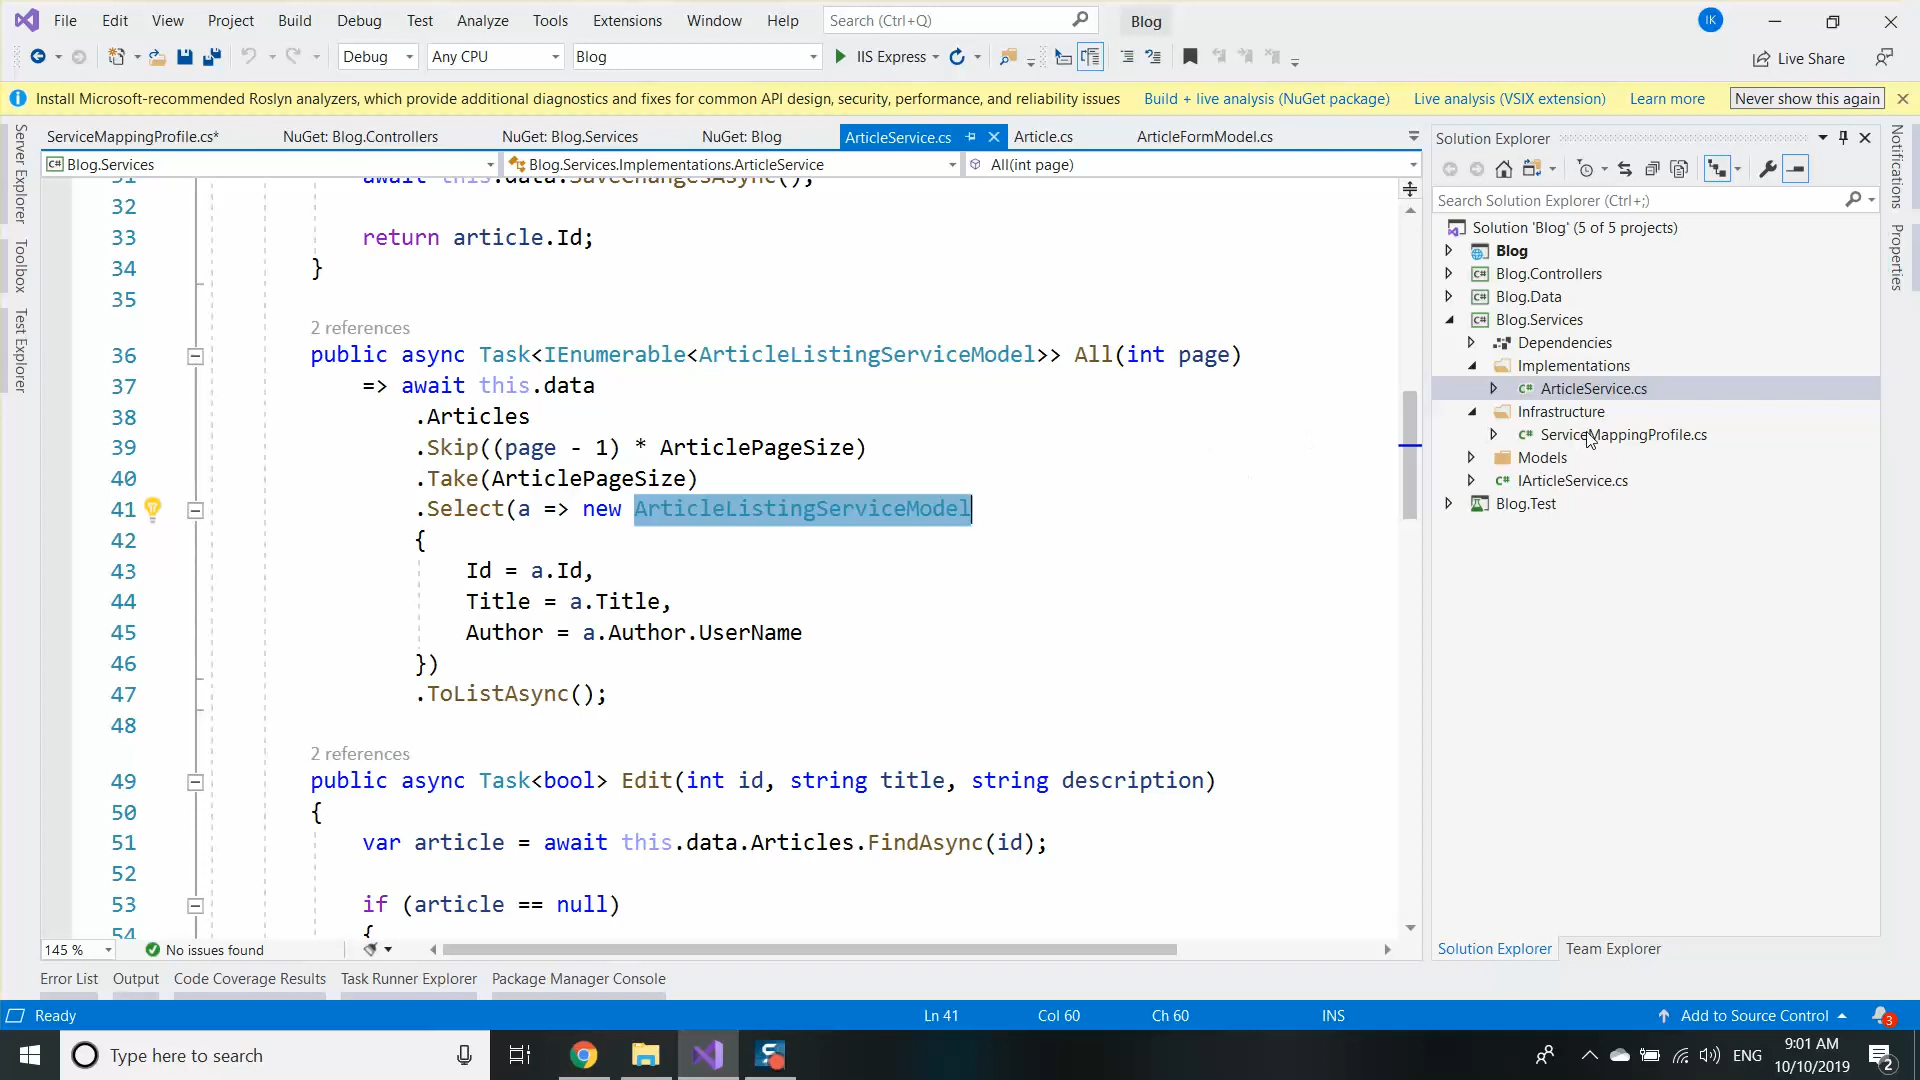 File Edit View Project Build Debug Test Analyze Tools Extensions Window Help Search (Ctrl+Q) Blog IK
Debug Any CPU Blog IIS Express Live Share
Install Microsoft-recommended Roslyn analyzers, which provide additional diagnostics and fixes for common API design, security, performance, and reliability issues Build + live analysis (NuGet package) Live analysis (VSIX extension) Learn more Never show this again
Server Explorer
Toolbox
Test Explorer
ServiceMappingProfile.cs* NuGet: Blog.Controllers NuGet: Blog.Services NuGet: Blog ArticleService.cs Article.cs ArticleFormModel.cs
Blog.Services Blog.Services.Implementations.ArticleService All(int page)
31 await this.data.SaveChangesAsync();
32
33 return article.Id;
34 }
35
2 references
36 public async Task<IEnumerable<ArticleListingServiceModel>> All(int page)
37 => await this.data
38 .Articles
39 .Skip((page - 1) * ArticlePageSize)
40 .Take(ArticlePageSize)
41 .Select(a => new ArticleListingServiceModel
42 {
43 Id = a.Id,
44 Title = a.Title,
45 Author = a.Author.UserName
46 })
47 .ToListAsync();
48
2 references
49 public async Task<bool> Edit(int id, string title, string description)
50 {
51 var article = await this.data.Articles.FindAsync(id);
52
53 if (article == null)
54 {
145 % No issues found
Solution Explorer
Search Solution Explorer (Ctrl+;)
Solution 'Blog' (5 of 5 projects)
Blog
C# Blog.Controllers
C# Blog.Data
C# Blog.Services
Dependencies
Implementations
C# ArticleService.cs
Infrastructure
C# ServiceMappingProfile.cs
Models
C# IArticleService.cs
Blog.Test
Solution Explorer Team Explorer
Notifications
Properties
Error List Output Code Coverage Results Task Runner Explorer Package Manager Console
Ready Ln 41 Col 60 Ch 60 INS Add to Source Control 3
Type here to search ENG 9:01 AM 10/10/2019 2